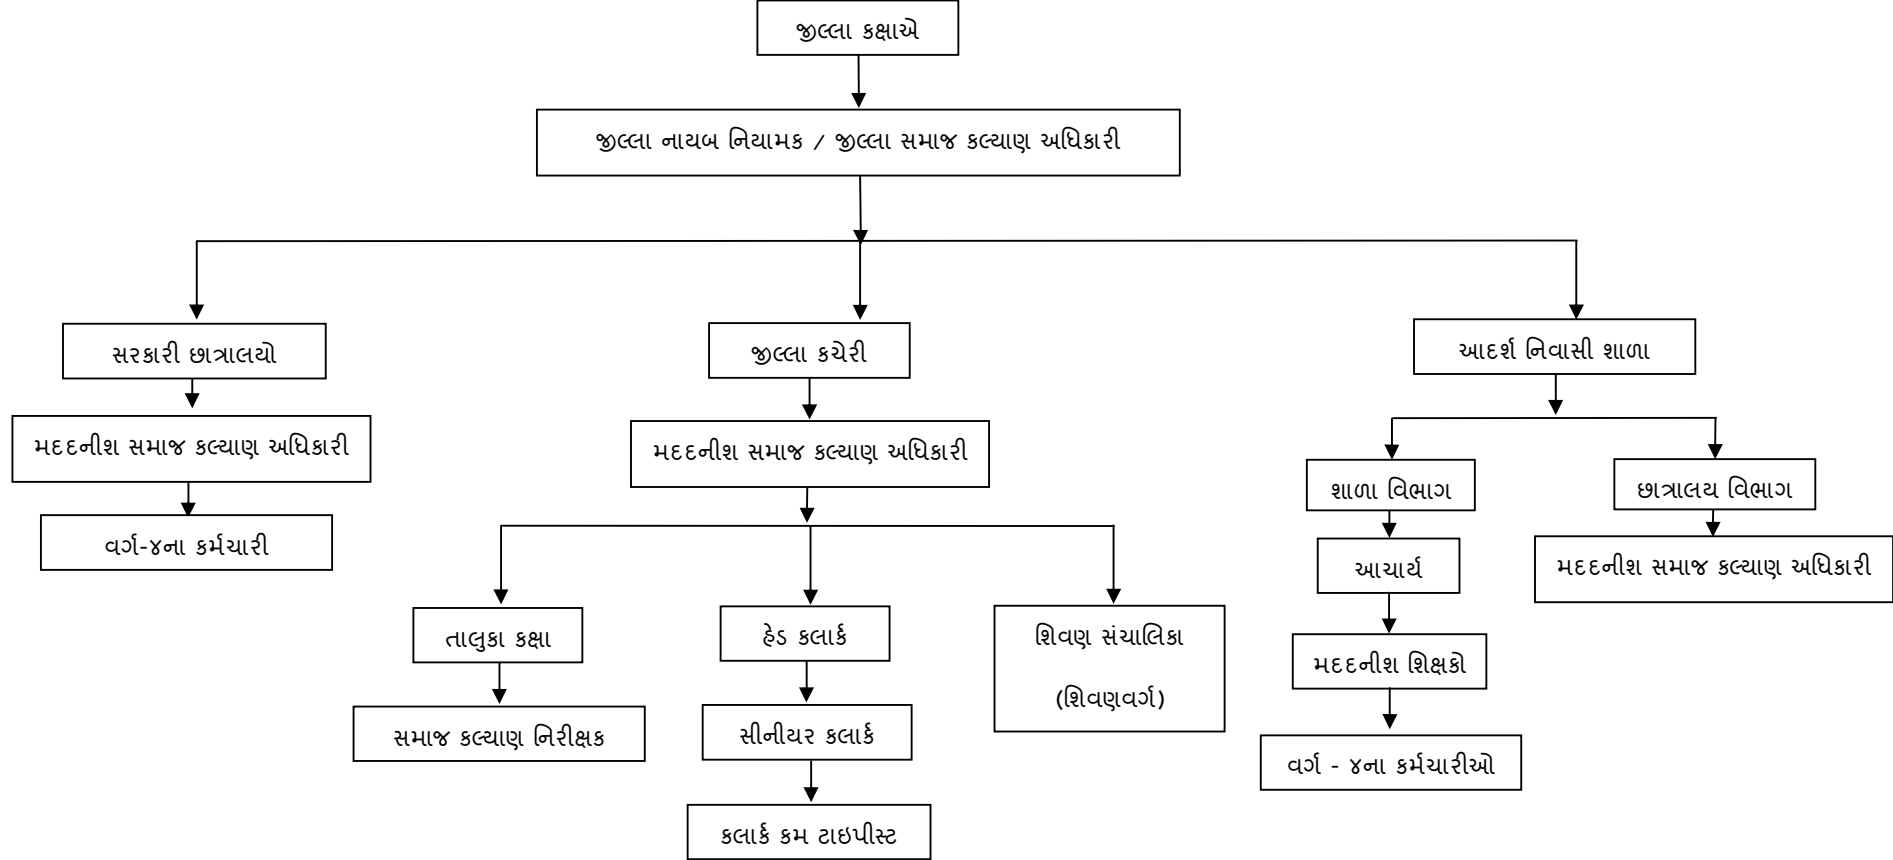 જીલ્લા કક્ષાએ
જીલ્લા નાયબ નિયામક / જીલ્લા સમાજ કલ્યાણ અધિકારી
સરકારી છાત્રાલયો
જીલ્લા કચેરી
આદર્શ નિવાસી શાળા
મદદનીશ સમાજ કલ્યાણ અધિકારી
મદદનીશ સમાજ કલ્યાણ અધિકારી
શાળા વિભાગ
છાત્રાલય વિભાગ
વર્ગ-૪ના કર્મચારી
આચાર્ય
મદદનીશ સમાજ કલ્યાણ અધિકારી
તાલુકા કક્ષા
હેડ કલાર્ક
શિવણ સંચાલિકા
(શિવણવર્ગ)
મદદનીશ શિક્ષકો
સમાજ કલ્યાણ નિરીક્ષક
સીનીયર કલાર્ક
વર્ગ - ૪ના કર્મચારીઓ
કલાર્ક કમ ટાઇપીસ્ટ